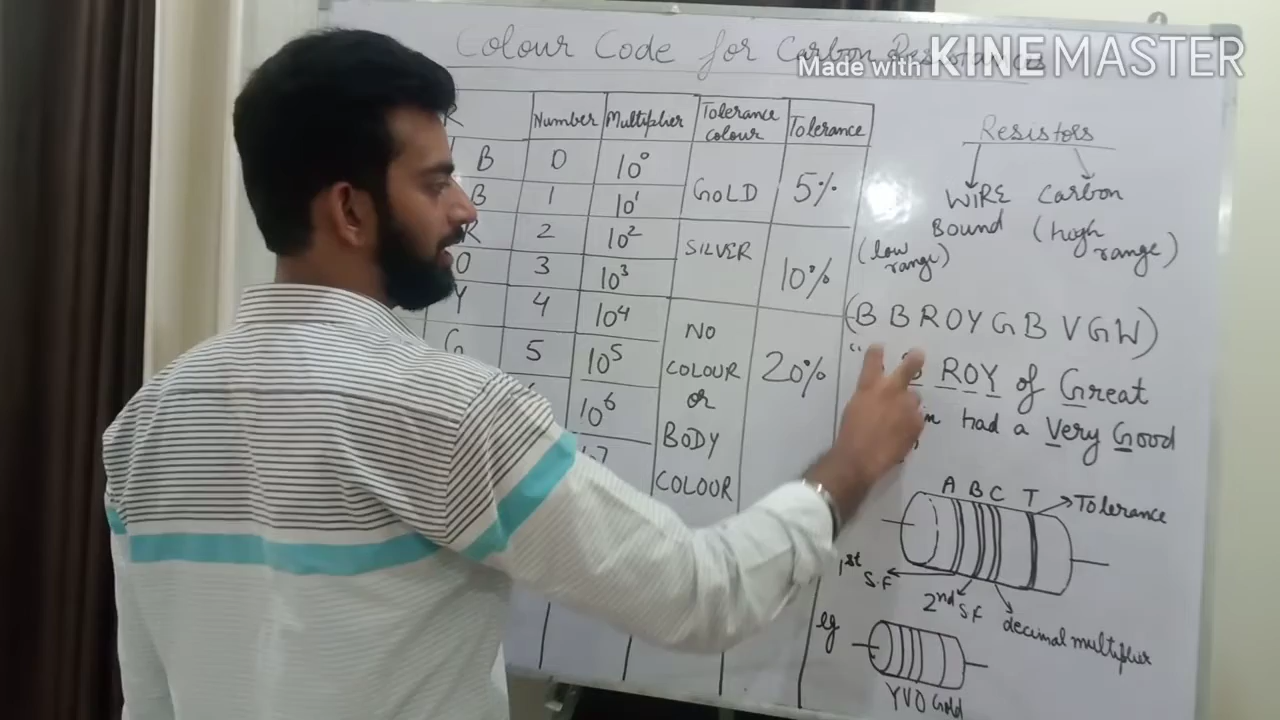 Colour Code for Carbon
Made with KINEMASTER
R Number Multiplier Tolerance colour Tolerance
B 0 10⁰ GOLD 5%
B 1 10¹
R 2 10² SILVER 10%
O 3 10³
Y 4 10⁴ NO COLOUR or BODY COLOUR 20%
G 5 10⁵
10⁶
Resistors
WIRE Bound (low range)
Carbon (high range)
(B B R O Y G B V G W)
" ROY of Great
had a Very Good
A B C T → Tolerance
1st S.F
2nd S.F
decimal multiplier
eg
Y V O Gold